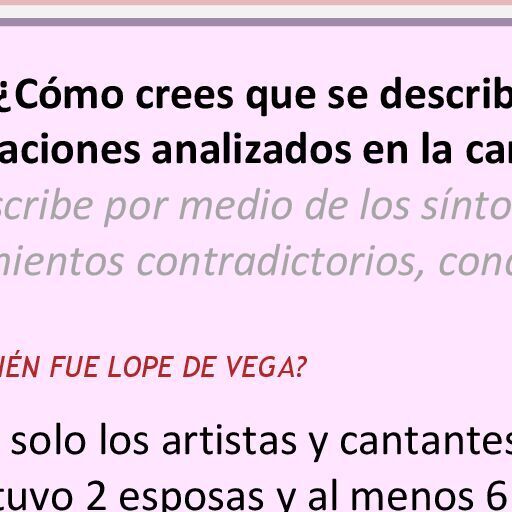 ¿Cómo crees que se describ
aciones analizados en la ca
scribe por medio de los sínto
mientos contradictorios, con
IÉN FUE LOPE DE VEGA?
solo los artistas y cantantes
tuvo 2 esposas y al menos 6